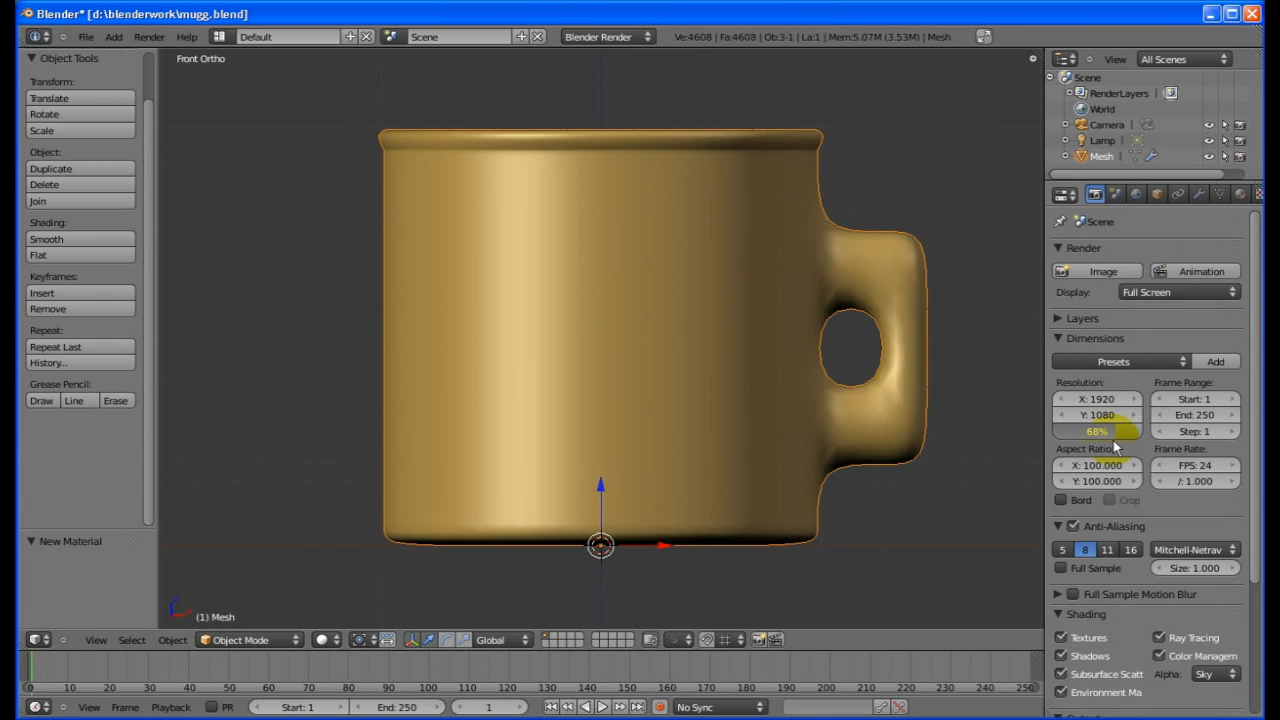 Blender* [d:\blenderwork\mugg.blend]
File Add Render Help Default Scene Blender Render Ve:4608 | Fa:4608 | Ob:3-1 | La:1 | Mem:5.07M (3.53M) | Mesh
Object Tools
Transform:
Translate
Rotate
Scale
Object:
Duplicate
Delete
Join
Shading:
Smooth
Flat
Keyframes:
Insert
Remove
Repeat:
Repeat Last
History...
Grease Pencil:
Draw Line Erase
New Material
Front Ortho
(1) Mesh
View Select Object Object Mode Global
0 10 20 30 40 50 60 70 80 90 100 110 120 130 140 150 160 170 180 190 200 210 220 230 240 250
View Frame Playback PR Start: 1 End: 250 1 No Sync
View All Scenes
Scene
RenderLayers
World
Camera
Lamp
Mesh
Scene
Render
Image Animation
Display: Full Screen
Layers
Dimensions
Presets Add
Resolution: Frame Range:
X: 1920 Start: 1
Y: 1080 End: 250
68% Step: 1
Aspect Ratio: Frame Rate:
X: 100.000 FPS: 24
Y: 100.000 /: 1.000
Bord Crop
Anti-Aliasing
5 8 11 16 Mitchell-Netrav
Full Sample Size: 1.000
Full Sample Motion Blur
Shading
Textures Ray Tracing
Shadows Color Managem
Subsurface Scatt Alpha: Sky
Environment Ma